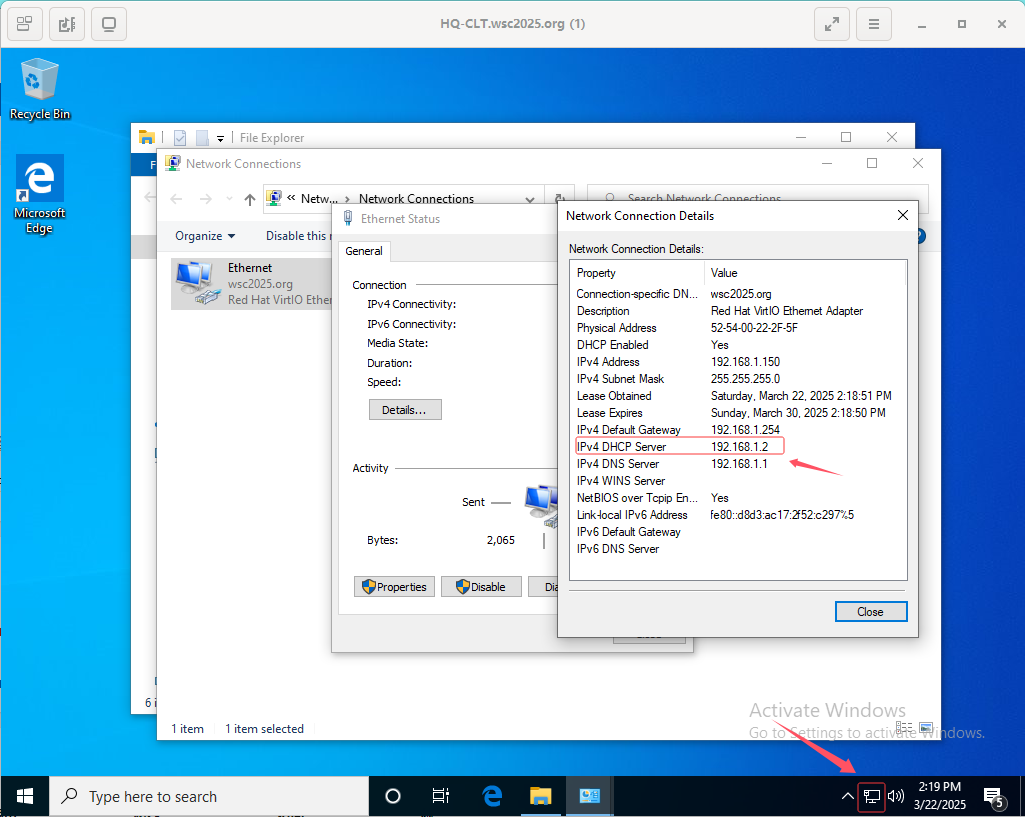 HQ-CLT.wsc2025.org (1)
Recycle Bin
Microsoft
Edge
File Explorer
F
Network Connections
« Netw... › Network Connections
Search Network Connections
Organize
Disable this
Ethernet
wsc2025.org
Red Hat VirtIO Ether
Ethernet Status
General
Connection
IPv4 Connectivity:
IPv6 Connectivity:
Media State:
Duration:
Speed:
Details...
Activity
Sent
Bytes: 2,065
Properties
Disable
Dia
Network Connection Details
Network Connection Details:
Property Value
Connection-specific DN... wsc2025.org
Description Red Hat VirtIO Ethernet Adapter
Physical Address 52-54-00-22-2F-5F
DHCP Enabled Yes
IPv4 Address 192.168.1.150
IPv4 Subnet Mask 255.255.255.0
Lease Obtained Saturday, March 22, 2025 2:18:51 PM
Lease Expires Sunday, March 30, 2025 2:18:50 PM
IPv4 Default Gateway 192.168.1.254
IPv4 DHCP Server 192.168.1.2
IPv4 DNS Server 192.168.1.1
IPv4 WINS Server
NetBIOS over Tcpip En... Yes
Link-local IPv6 Address fe80::d8d3:ac17:2f52:c297%5
IPv6 Default Gateway
IPv6 DNS Server
Close
6 i
1 item 1 item selected
Activate Windows
Go to Settings to activate Windows.
Type here to search
2:19 PM
3/22/2025
5